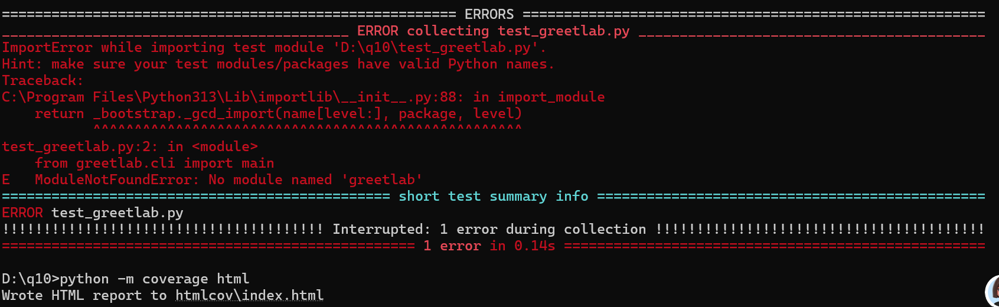 ======================================================= ERRORS ========================================================
__________________________________________ ERROR collecting test_greetlab.py __________________________________________
ImportError while importing test module 'D:\q10\test_greetlab.py'.
Hint: make sure your test modules/packages have valid Python names.
Traceback:
C:\Program Files\Python313\Lib\importlib\__init__.py:88: in import_module
    return _bootstrap._gcd_import(name[level:], package, level)
           ^^^^^^^^^^^^^^^^^^^^^^^^^^^^^^^^^^^^^^^^^^^^^^^^^^^^
test_greetlab.py:2: in <module>
    from greetlab.cli import main
E   ModuleNotFoundError: No module named 'greetlab'
=============================================== short test summary info ===============================================
ERROR test_greetlab.py
!!!!!!!!!!!!!!!!!!!!!!!!!!!!!!!!!!!!!!! Interrupted: 1 error during collection !!!!!!!!!!!!!!!!!!!!!!!!!!!!!!!!!!!!!!!!
================================================== 1 error in 0.14s ===================================================
D:\q10>python -m coverage html
Wrote HTML report to htmlcov\index.html